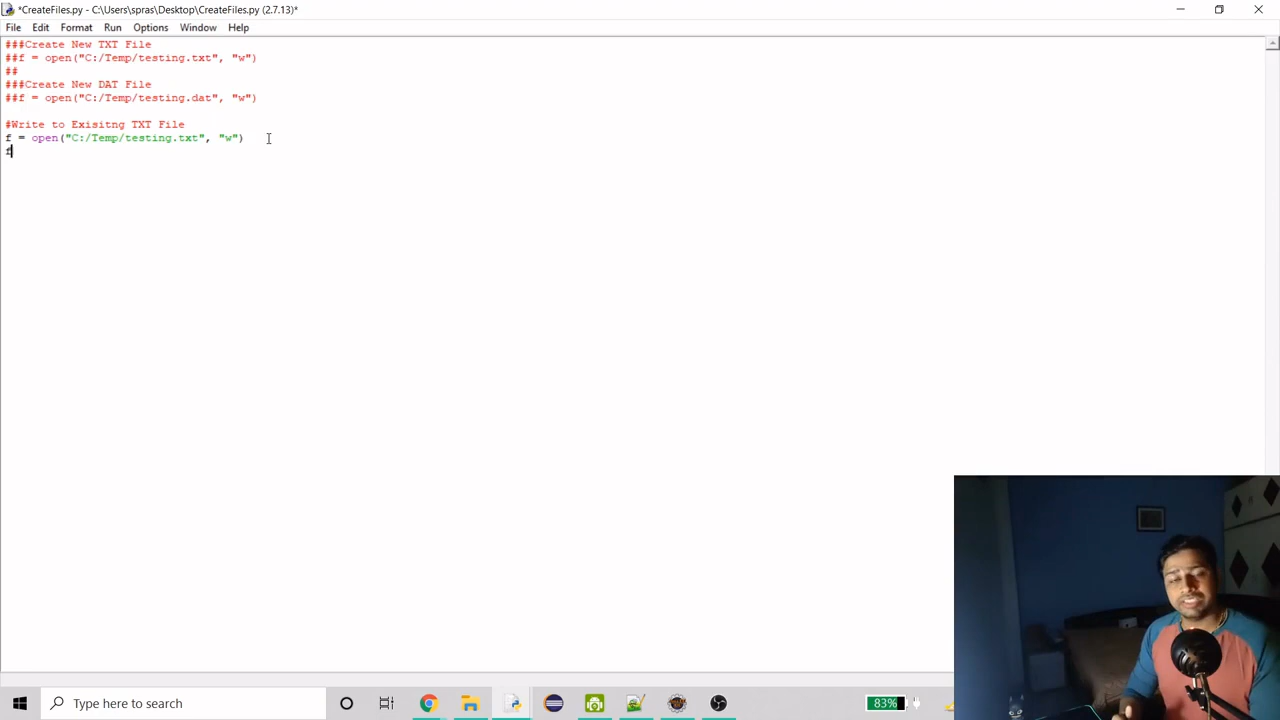 *CreateFiles.py - C:\Users\spras\Desktop\CreateFiles.py (2.7.13)*
File Edit Format Run Options Window Help
###Create New TXT File
##f = open("C:/Temp/testing.txt", "w")
##
###Create New DAT File
##f = open("C:/Temp/testing.dat", "w")
#Write to Exisitng TXT File
f = open("C:/Temp/testing.txt", "w")
f
Type here to search
83%